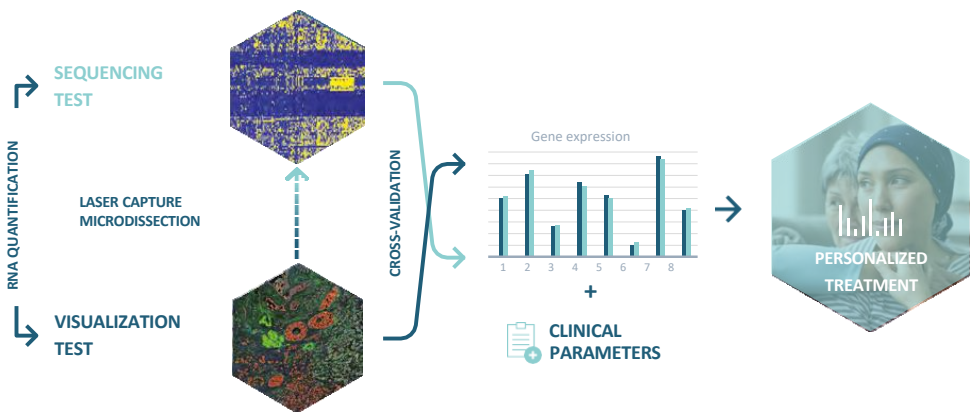 RNA QUANTIFICATION
SEQUENCING
TEST
LASER CAPTURE
MICRODISSECTION
VISUALIZATION
TEST
CROSS-VALIDATION
Gene expression
1 2 3 4 5 6 7 8
+
CLINICAL
PARAMETERS
PERSONALIZED
TREATMENT